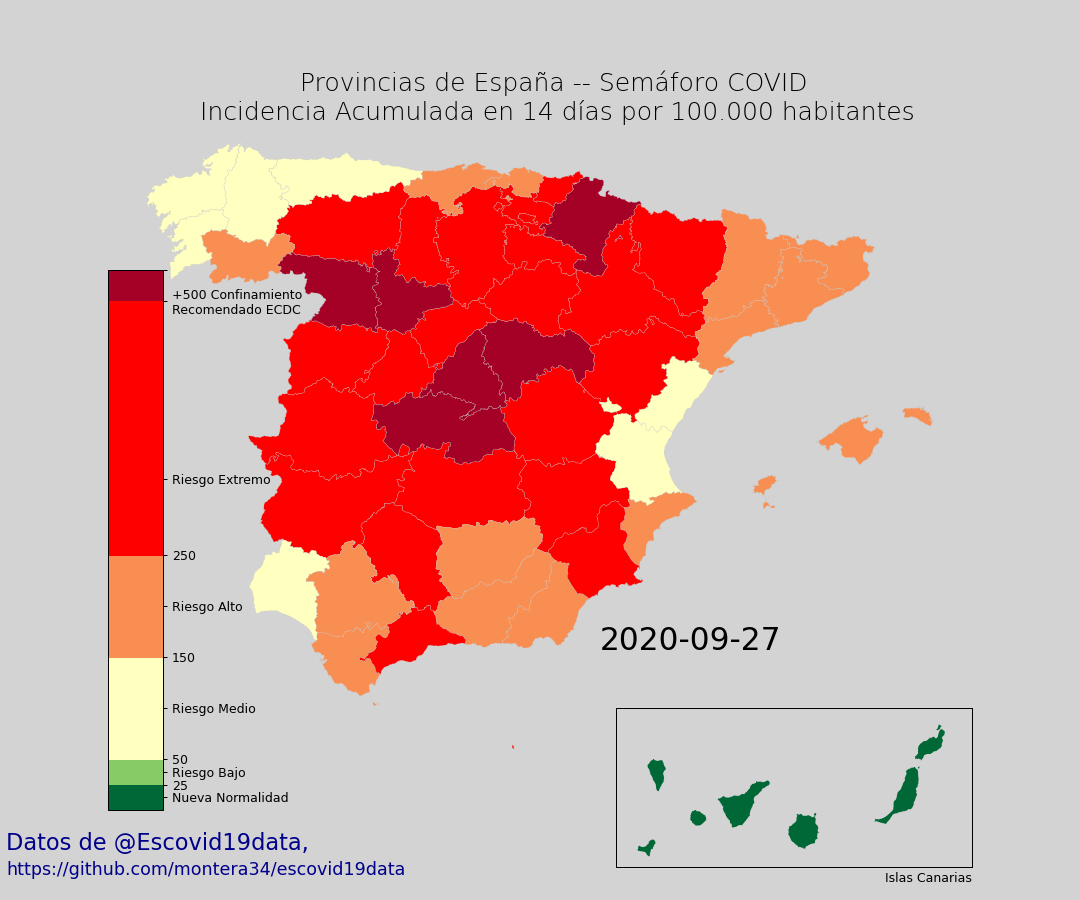 Provincias de España -- Semáforo COVID
Incidencia Acumulada en 14 días por 100.000 habitantes
+500 Confinamiento
Recomendado ECDC
Riesgo Extremo
250
Riesgo Alto
150
Riesgo Medio
50
Riesgo Bajo
25
Nueva Normalidad
2020-09-27
Islas Canarias
Datos de @Escovid19data,
https://github.com/montera34/escovid19data